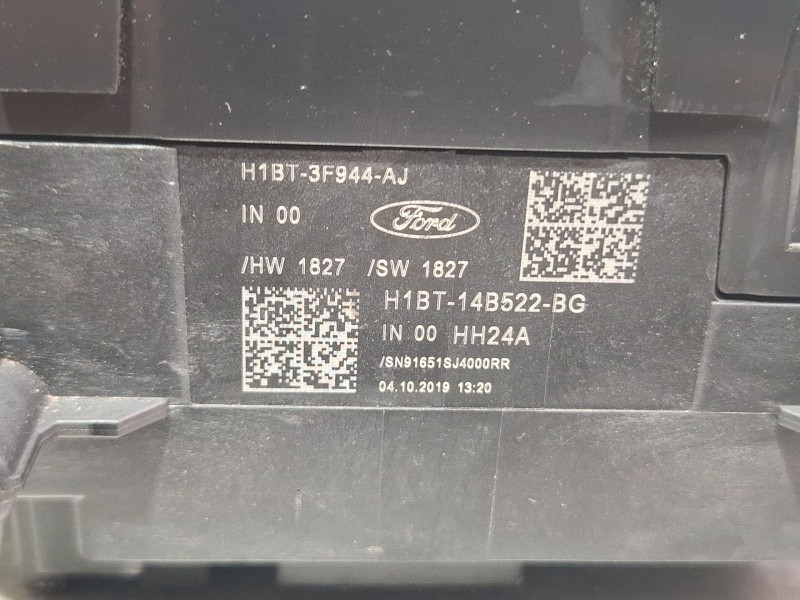 H1BT-3F944-AJ
IN 00
Ford
/HW 1827 /SW 1827
H1BT-14B522-BG
IN 00 HH24A
/SN91651SJ4000RR
04.10.2019 13:20